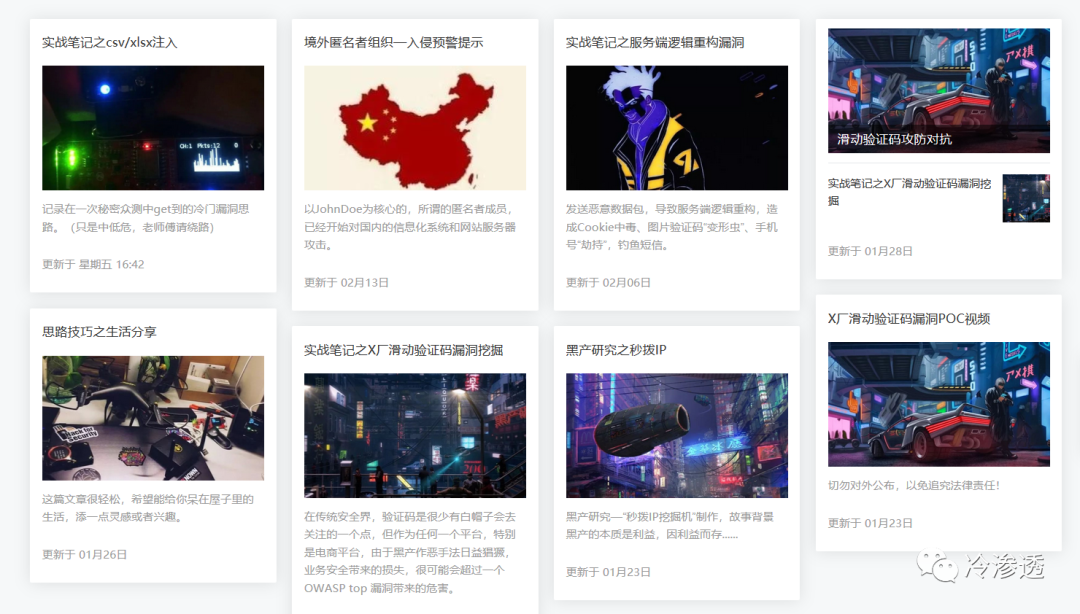 实战笔记之csv/xlsx注入
CH:1 Pkts:12 0
记录在一次秘密众测中get到的冷门漏洞思
路。（只是中低危，老师傅请绕路）
更新于 星期五 16:42
思路技巧之生活分享
Hack for
Security
这篇文章很轻松，希望能给你呆在屋子里的
生活，添一点灵感或者兴趣。
更新于 01月26日
境外匿名者组织—入侵预警提示
以JohnDoe为核心的，所谓的匿名者成员，
已经开始对国内的信息化系统和网站服务器
攻击。
更新于 02月13日
实战笔记之X厂滑动验证码漏洞挖掘
在传统安全界，验证码是很少有白帽子会去
关注的一个点，但作为任何一个平台，特别
是电商平台，由于黑产作恶手法日益猖獗，
业务安全带来的损失，很可能会超过一个
OWASP top 漏洞带来的危害。
实战笔记之服务端逻辑重构漏洞
发送恶意数据包，导致服务端逻辑重构，造
成Cookie中毒、图片验证码“变形虫”、手机
号“劫持”，钓鱼短信。
更新于 02月06日
黑产研究之秒拨IP
黑产研究—“秒拨IP挖掘机”制作，故事背景
黑产的本质是利益，因利益而存......
更新于 01月23日
滑动验证码攻防对抗
实战笔记之X厂滑动验证码漏洞挖
掘
更新于 01月28日
X厂滑动验证码漏洞POC视频
切勿对外公布，以免追究法律责任！
更新于 01月23日
冷渗透